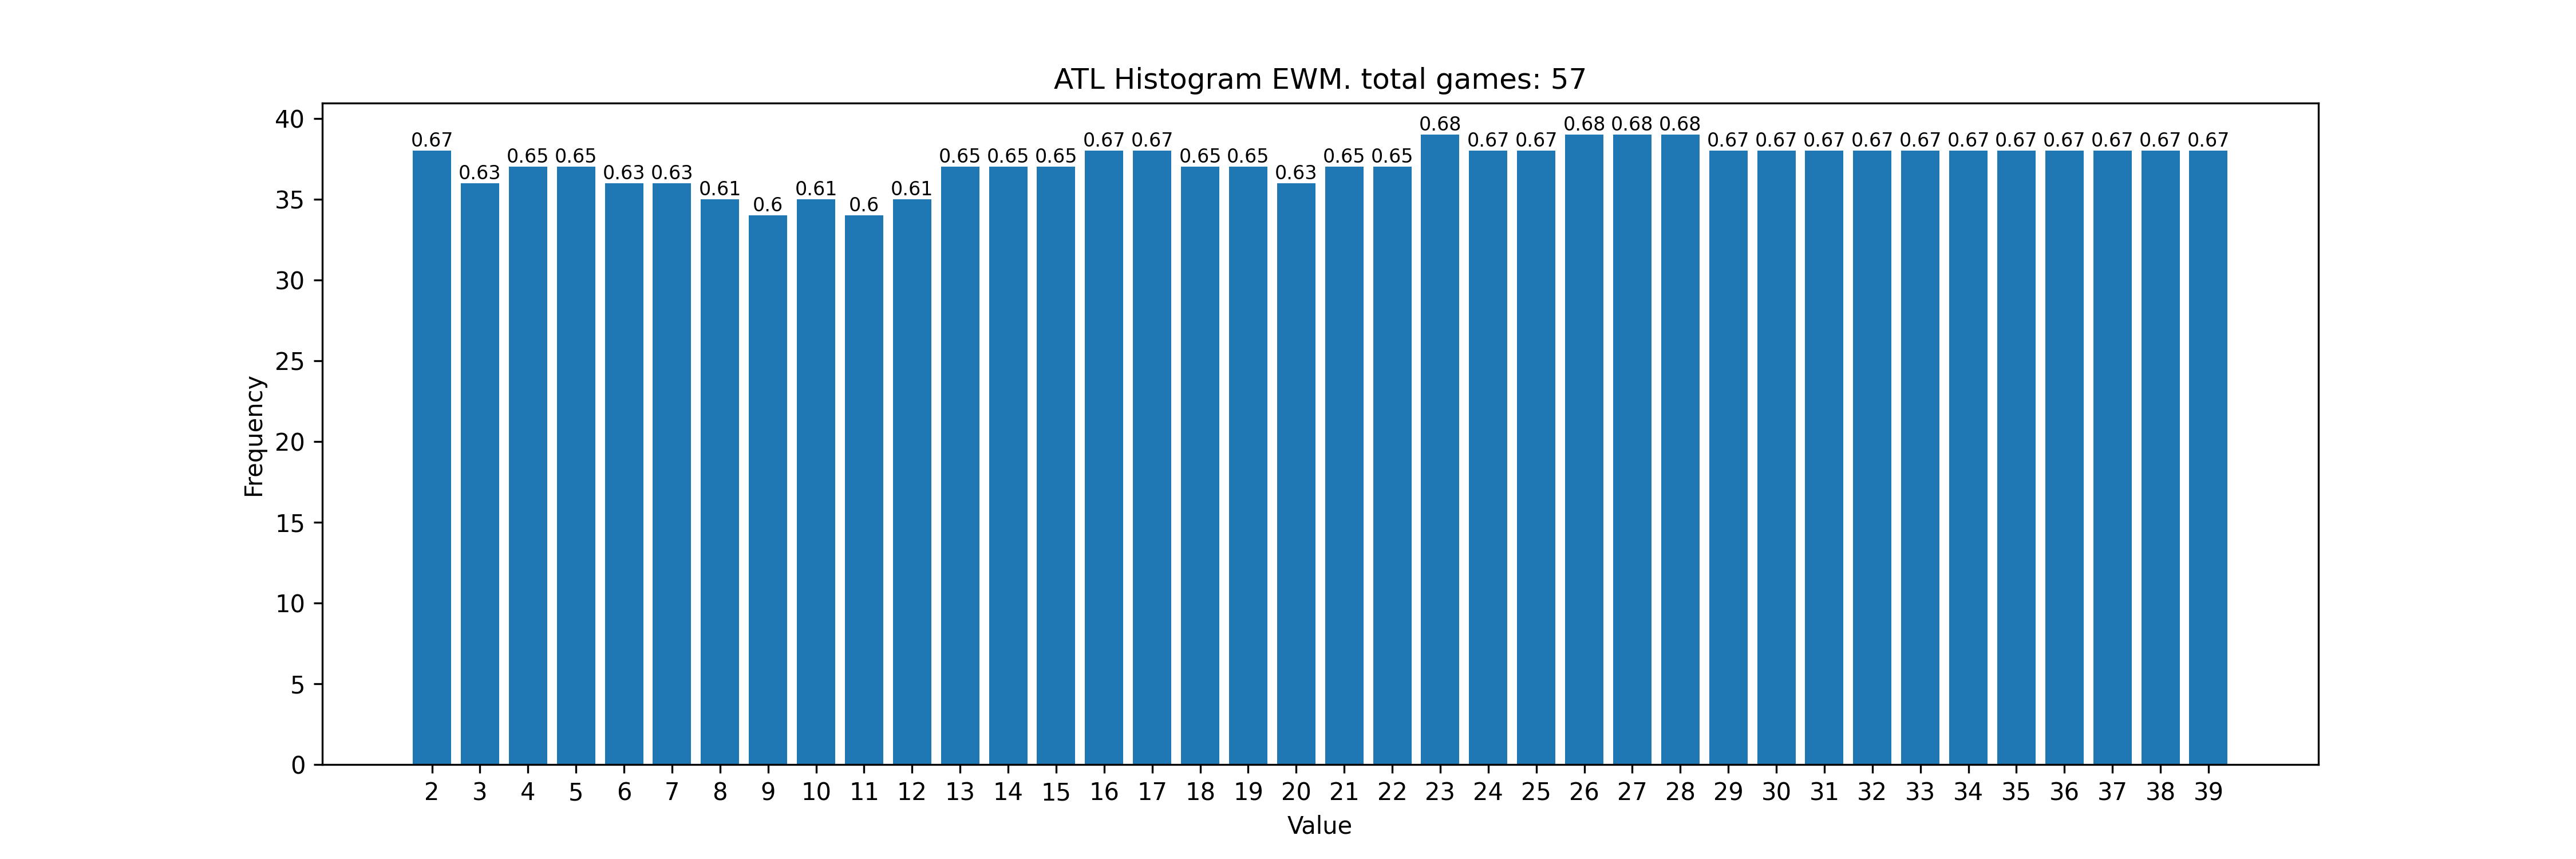 ATL Histogram EWM. total games: 57
40
35
30
25
20
15
10
5
0
Frequency
0.67 0.63 0.65 0.65 0.63 0.63 0.61 0.6 0.61 0.6 0.61 0.65 0.65 0.65 0.67 0.67 0.65 0.65 0.63 0.65 0.65 0.68 0.67 0.67 0.68 0.68 0.68 0.67 0.67 0.67 0.67 0.67 0.67 0.67 0.67 0.67 0.67 0.67
2 3 4 5 6 7 8 9 10 11 12 13 14 15 16 17 18 19 20 21 22 23 24 25 26 27 28 29 30 31 32 33 34 35 36 37 38 39
Value